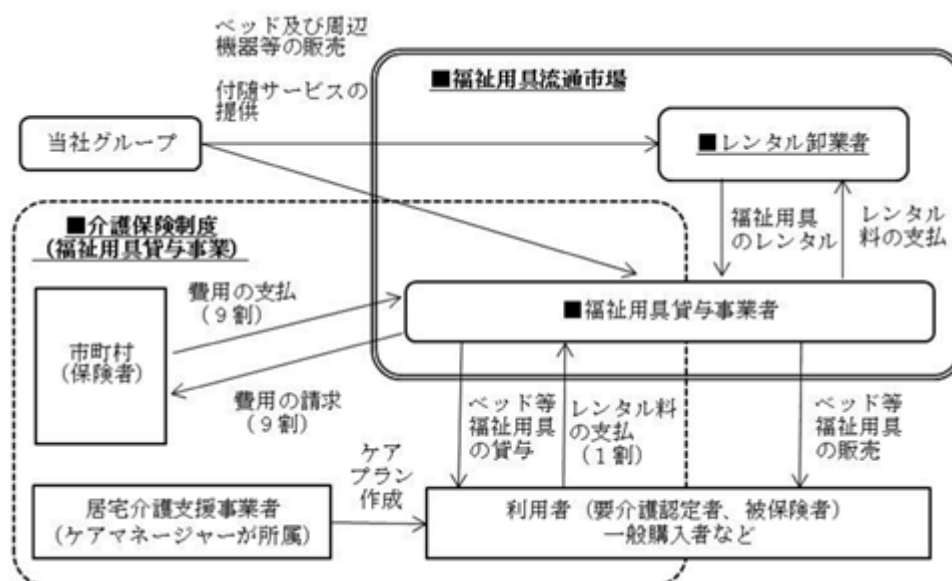 ベッド及び周辺
機器等の販売
付随サービスの
提供
■福祉用具流通市場
当社グループ
■レンタル卸業者
■介護保険制度
(福祉用具貸与事業)
福祉用具
のレンタル
レンタル
料の支払
費用の支払
(9割)
■福祉用具貸与事業者
市町村
(保険者)
費用の請求
(9割)
ベッド等
福祉用具
の貸与
レンタル料
の支払
(1割)
ベッド等
福祉用具
の販売
ケア
プラン
作成
居宅介護支援事業者
(ケアマネージャーが所属)
利用者(要介護認定者、被保険者)
一般購入者など